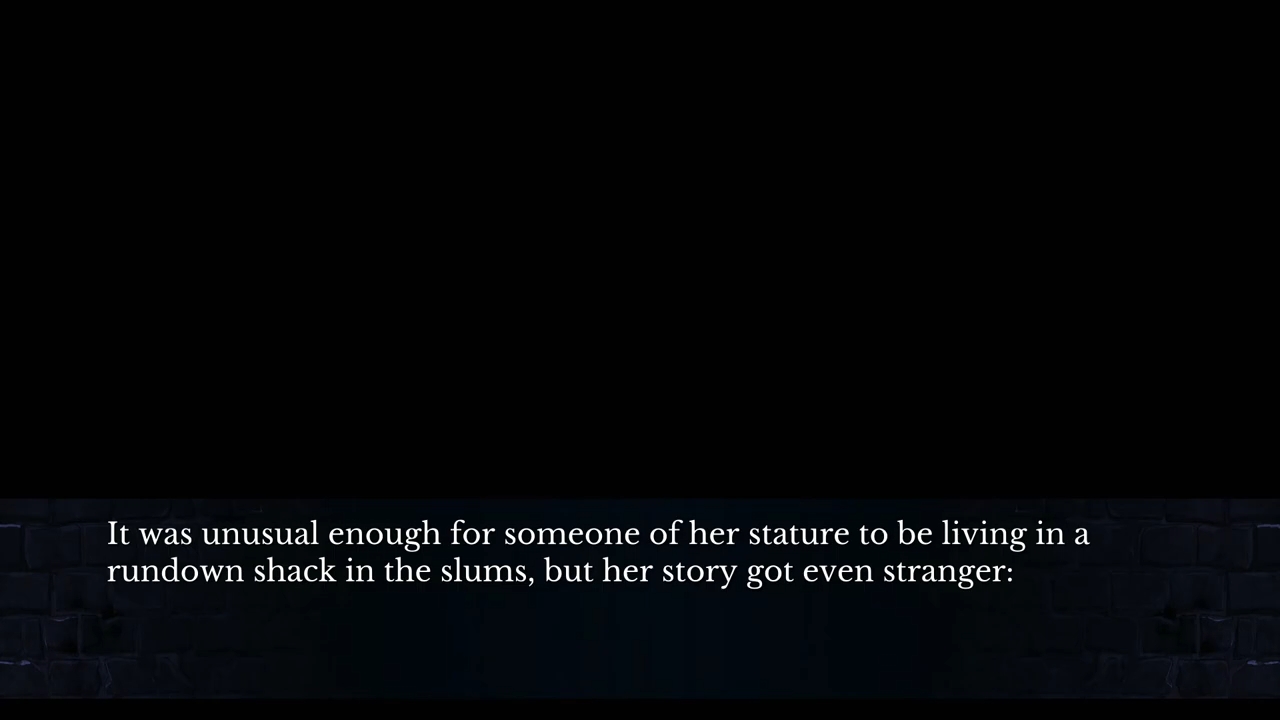 It was unusual enough for someone of her stature to be living in a
rundown shack in the slums, but her story got even stranger: